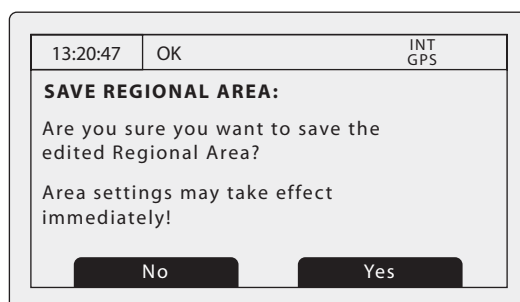 13:20:47 OK INT
GPS
SAVE REGIONAL AREA:
Are you sure you want to save the
edited Regional Area?
Area settings may take effect
immediately!
No Yes